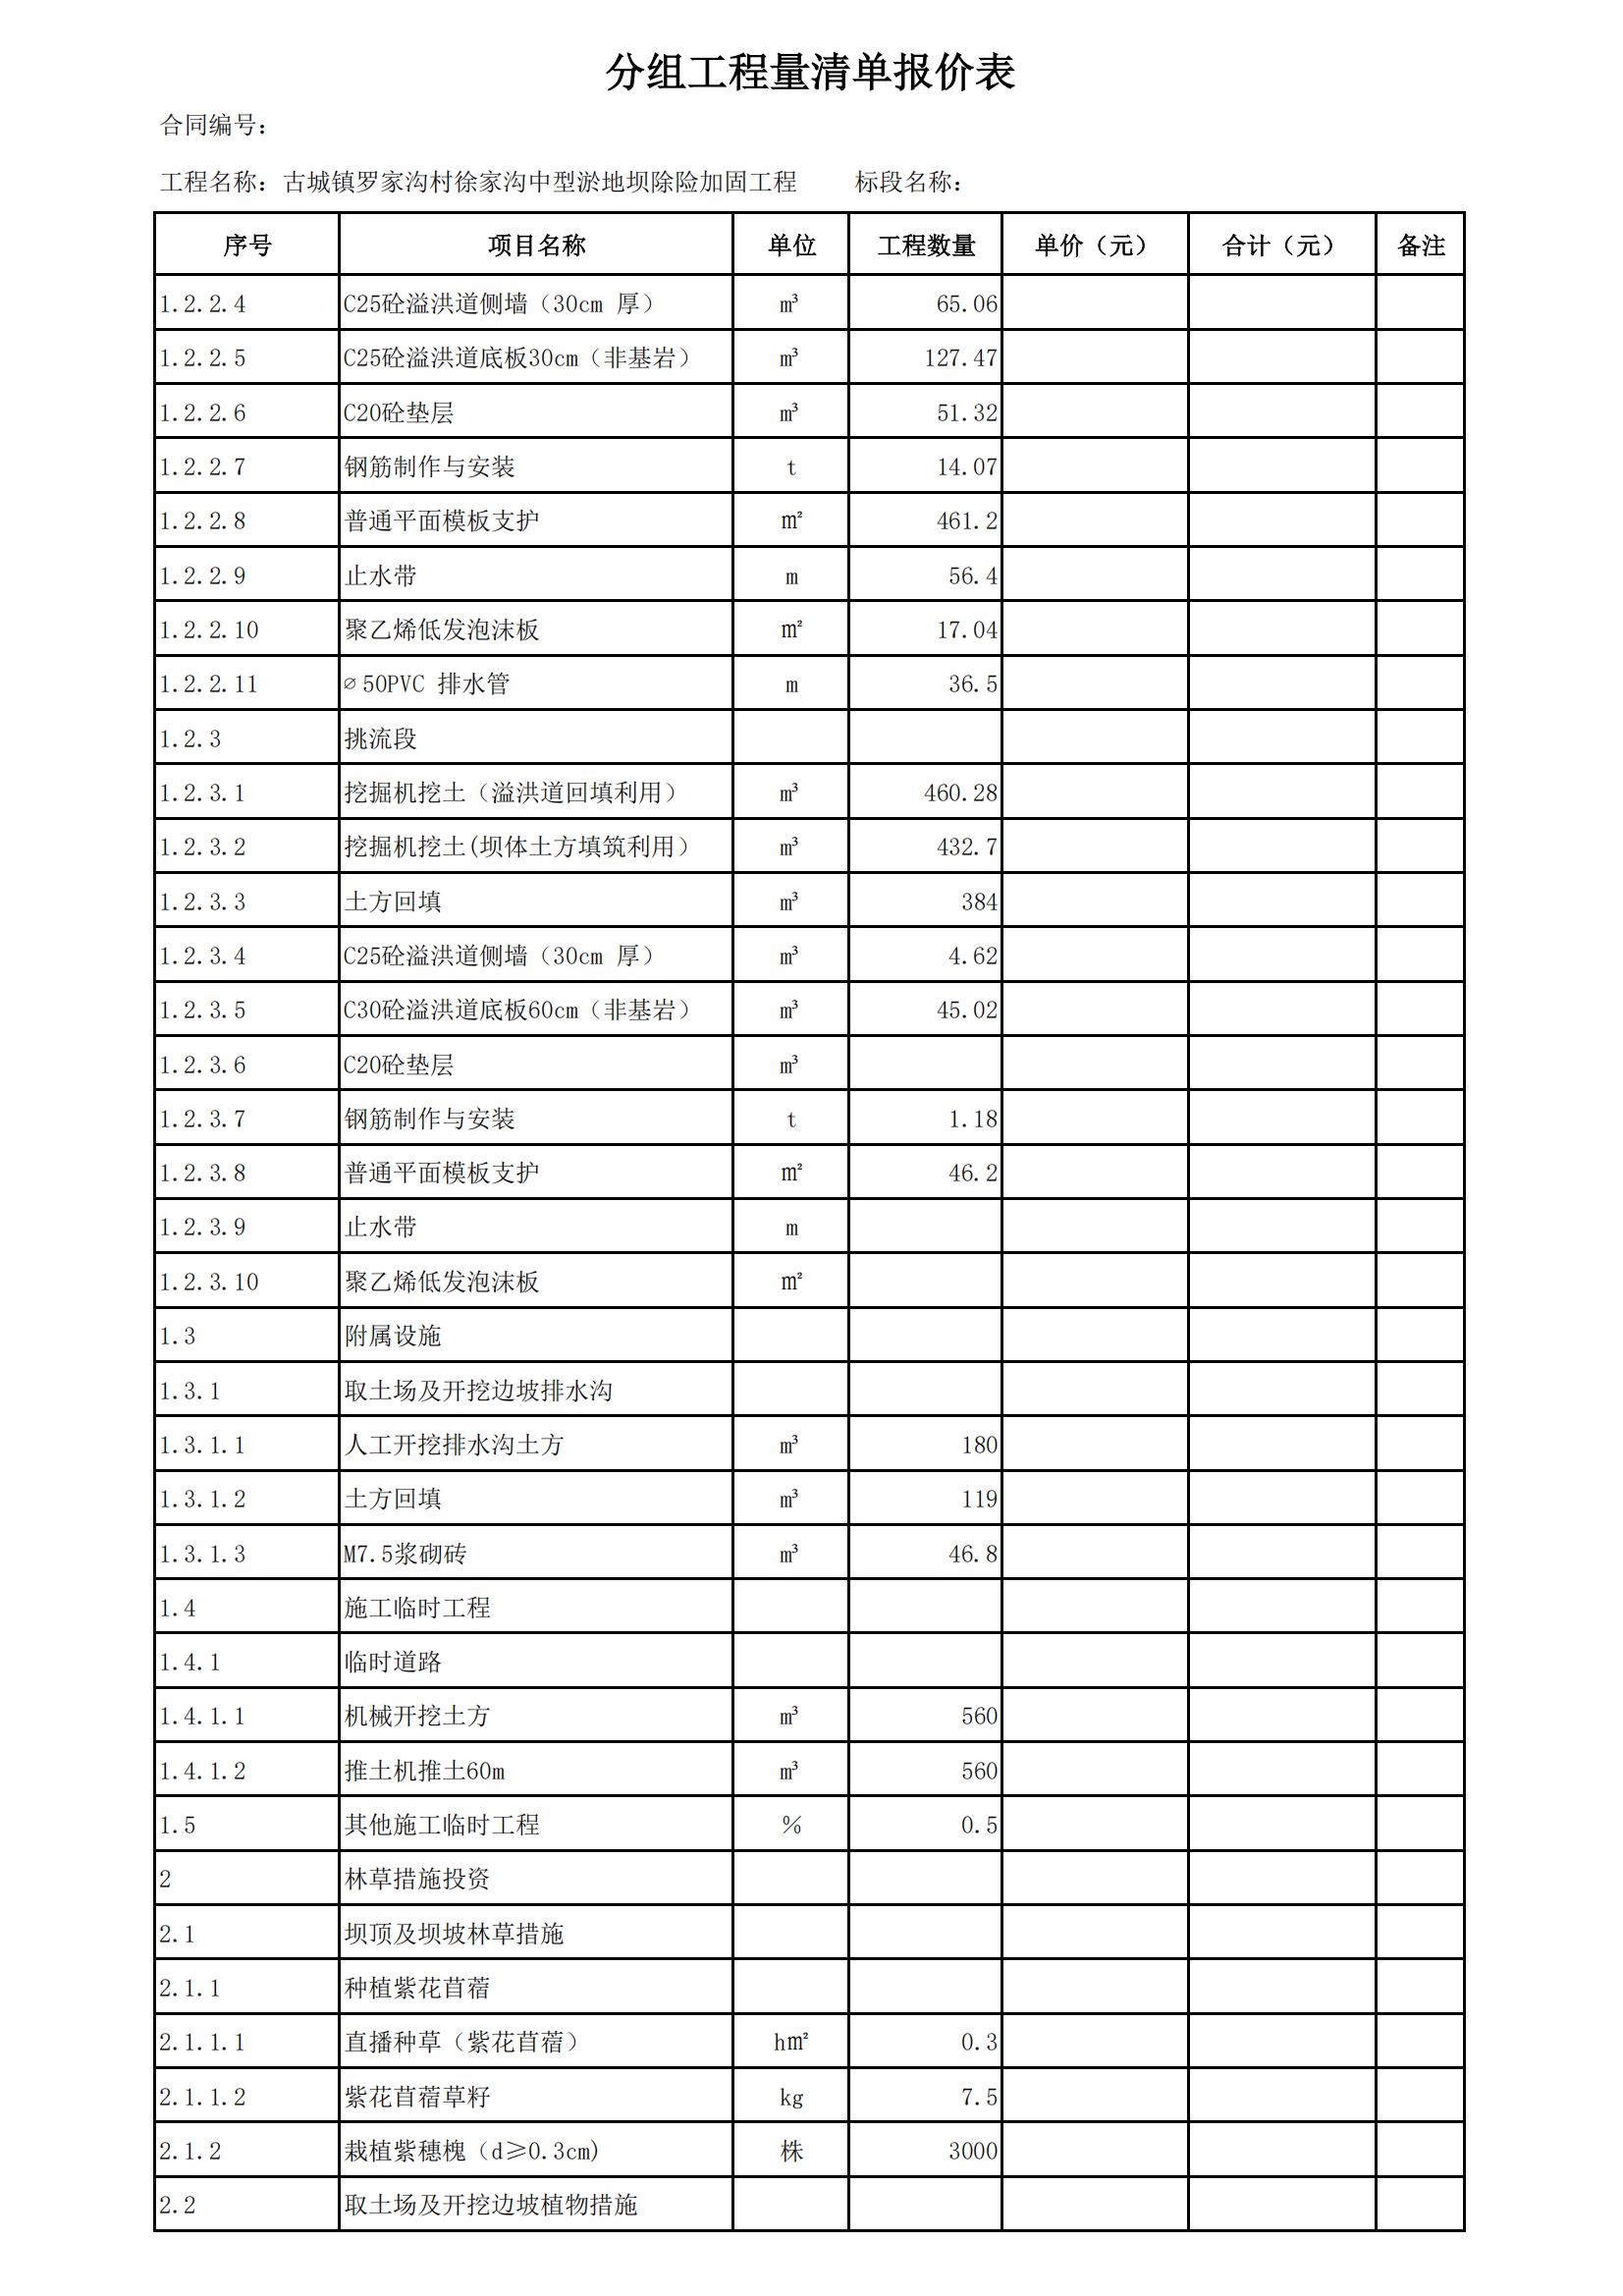 分组工程量清单报价表
合同编号：
工程名称：古城镇罗家沟村徐家沟中型淤地坝除险加固工程 标段名称：
序号 项目名称 单位 工程数量 单价（元） 合计（元） 备注
1.2.2.4 C25砼溢洪道侧墙（30cm 厚） m³ 65.06
1.2.2.5 C25砼溢洪道底板30cm（非基岩） m³ 127.47
1.2.2.6 C20砼垫层 m³ 51.32
1.2.2.7 钢筋制作与安装 t 14.07
1.2.2.8 普通平面模板支护 m² 461.2
1.2.2.9 止水带 m 56.4
1.2.2.10 聚乙烯低发泡沫板 m² 17.04
1.2.2.11 ∅50PVC 排水管 m 36.5
1.2.3 挑流段
1.2.3.1 挖掘机挖土（溢洪道回填利用） m³ 460.28
1.2.3.2 挖掘机挖土(坝体土方填筑利用） m³ 432.7
1.2.3.3 土方回填 m³ 384
1.2.3.4 C25砼溢洪道侧墙（30cm 厚） m³ 4.62
1.2.3.5 C30砼溢洪道底板60cm（非基岩） m³ 45.02
1.2.3.6 C20砼垫层 m³
1.2.3.7 钢筋制作与安装 t 1.18
1.2.3.8 普通平面模板支护 m² 46.2
1.2.3.9 止水带 m
1.2.3.10 聚乙烯低发泡沫板 m²
1.3 附属设施
1.3.1 取土场及开挖边坡排水沟
1.3.1.1 人工开挖排水沟土方 m³ 180
1.3.1.2 土方回填 m³ 119
1.3.1.3 M7.5浆砌砖 m³ 46.8
1.4 施工临时工程
1.4.1 临时道路
1.4.1.1 机械开挖土方 m³ 560
1.4.1.2 推土机推土60m m³ 560
1.5 其他施工临时工程 % 0.5
2 林草措施投资
2.1 坝顶及坝坡林草措施
2.1.1 种植紫花苜蓿
2.1.1.1 直播种草（紫花苜蓿） hm² 0.3
2.1.1.2 紫花苜蓿草籽 kg 7.5
2.1.2 栽植紫穗槐（d≥0.3cm) 株 3000
2.2 取土场及开挖边坡植物措施